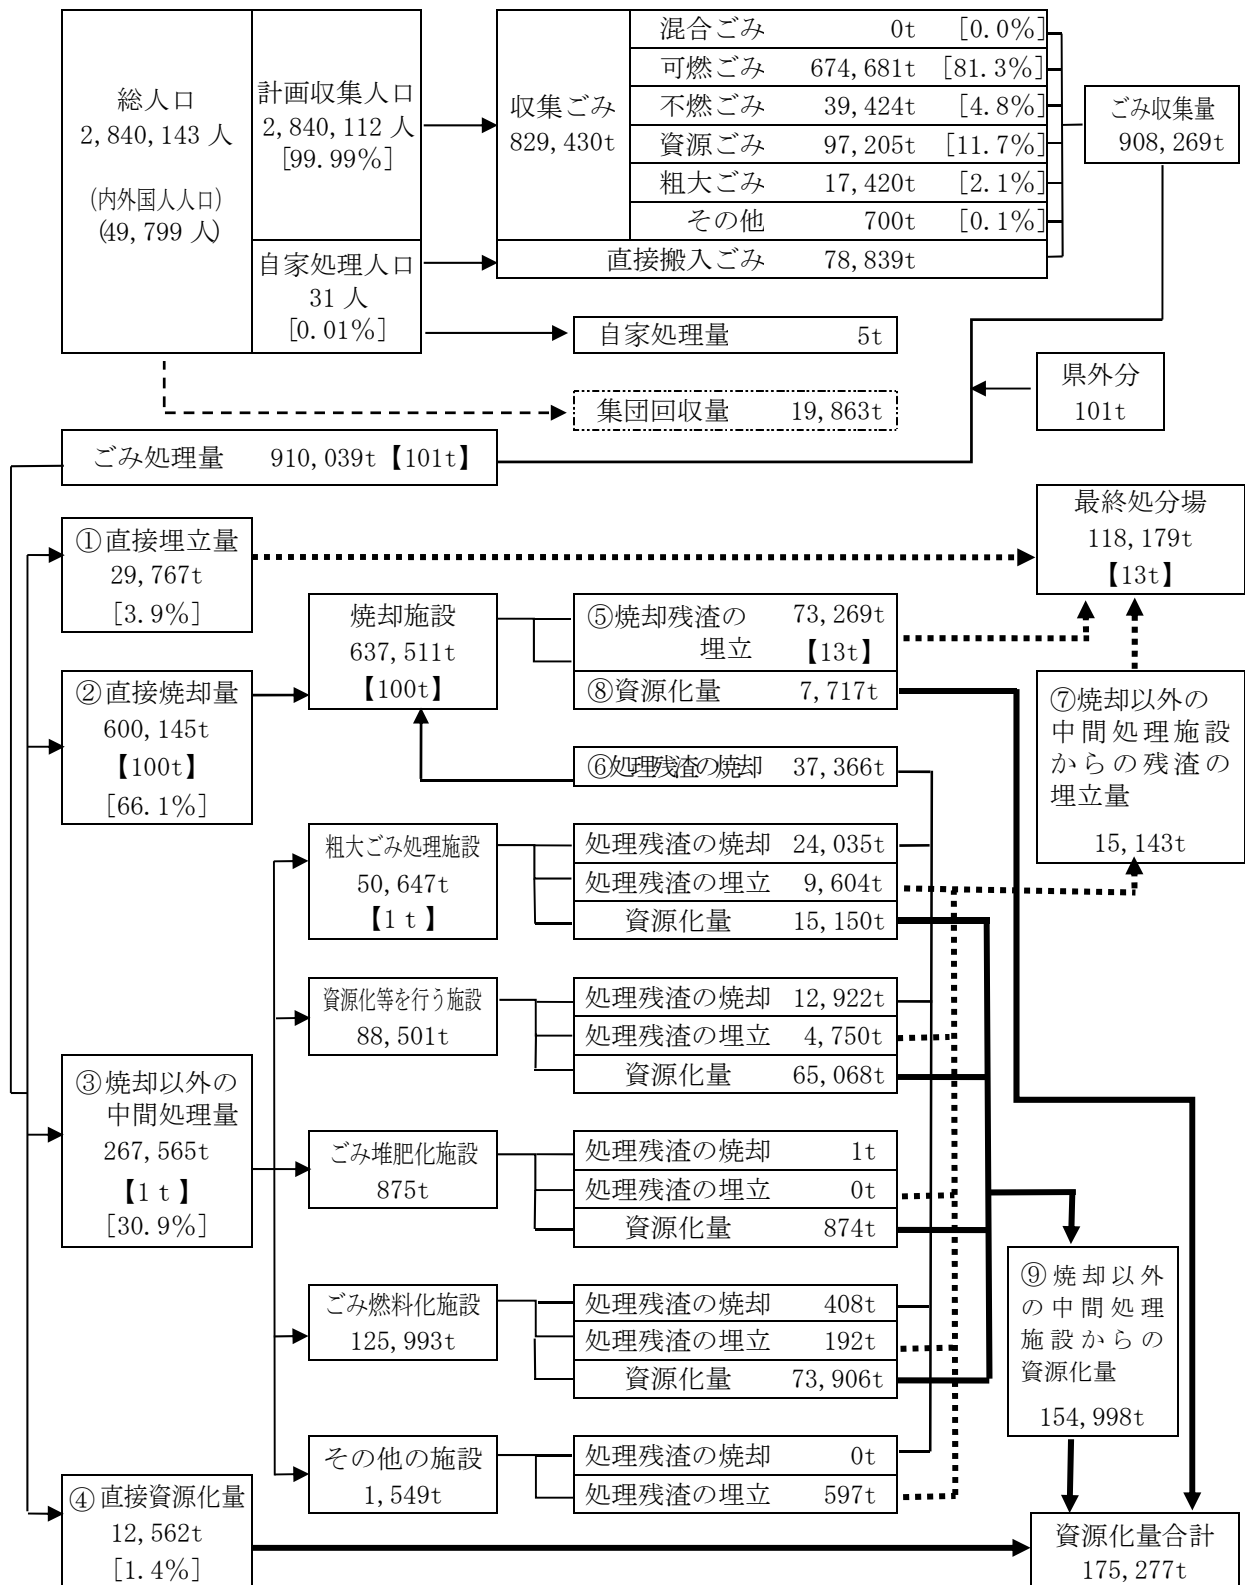 総人口
2,840,143 人
(内外国人人口)
(49,799 人)
計画収集人口
2,840,112 人
[99.99%]
自家処理人口
31 人
[0.01%]
収集ごみ
829,430t
混合ごみ 0t [0.0%]
可燃ごみ 674,681t [81.3%]
不燃ごみ 39,424t [4.8%]
資源ごみ 97,205t [11.7%]
粗大ごみ 17,420t [2.1%]
その他 700t [0.1%]
直接搬入ごみ 78,839t
ごみ収集量
908,269t
自家処理量 5t
集団回収量 19,863t
県外分
101t
ごみ処理量 910,039t【101t】
①直接埋立量
29,767t
[3.9%]
最終処分場
118,179t
【13t】
②直接焼却量
600,145t
【100t】
[66.1%]
焼却施設
637,511t
【100t】
⑤焼却残渣の 73,269t
埋立 【13t】
⑧資源化量 7,717t
⑥処理残渣の焼却 37,366t
⑦焼却以外の
中間処理施設
からの残渣の
埋立量
15,143t
粗大ごみ処理施設
50,647t
【1ｔ】
処理残渣の焼却 24,035t
処理残渣の埋立 9,604t
資源化量 15,150t
資源化等を行う施設
88,501t
処理残渣の焼却 12,922t
処理残渣の埋立 4,750t
資源化量 65,068t
③焼却以外の
中間処理量
267,565t
【1ｔ】
[30.9%]
ごみ堆肥化施設
875t
処理残渣の焼却 1t
処理残渣の埋立 0t
資源化量 874t
ごみ燃料化施設
125,993t
処理残渣の焼却 408t
処理残渣の埋立 192t
資源化量 73,906t
⑨焼却以外
の中間処理
施設からの
資源化量
154,998t
その他の施設
1,549t
処理残渣の焼却 0t
処理残渣の埋立 597t
④直接資源化量
12,562t
[1.4%]
資源化量合計
175,277t